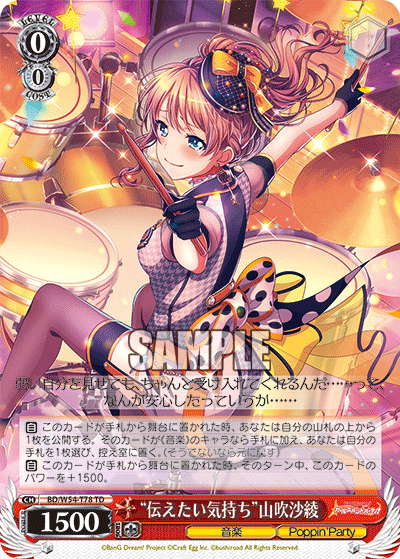 LEVEL
0
0
COST
SAMPLE
弱い自分を見せても、ちゃんと受け入れてくれるんだ……って、
なんか安心したっていうか……
自 このカードが手札から舞台に置かれた時、あなたは自分の山札の上から
1枚を公開する。そのカードが《音楽》のキャラなら手札に加え、あなたは自分の手
札を1枚選び、控え室に置く。（そうでないなら元に戻す）
自 このカードが手札から舞台に置かれた時、そのターン中、このカードのパ
ワーを＋1500。
CH BD/W54-T78 TD
1500
“伝えたい気持ち”山吹沙綾
音楽
Poppin'Party
©BanG Dream! Project ©Craft Egg Inc. ©bushiroad All Rights Reserved.